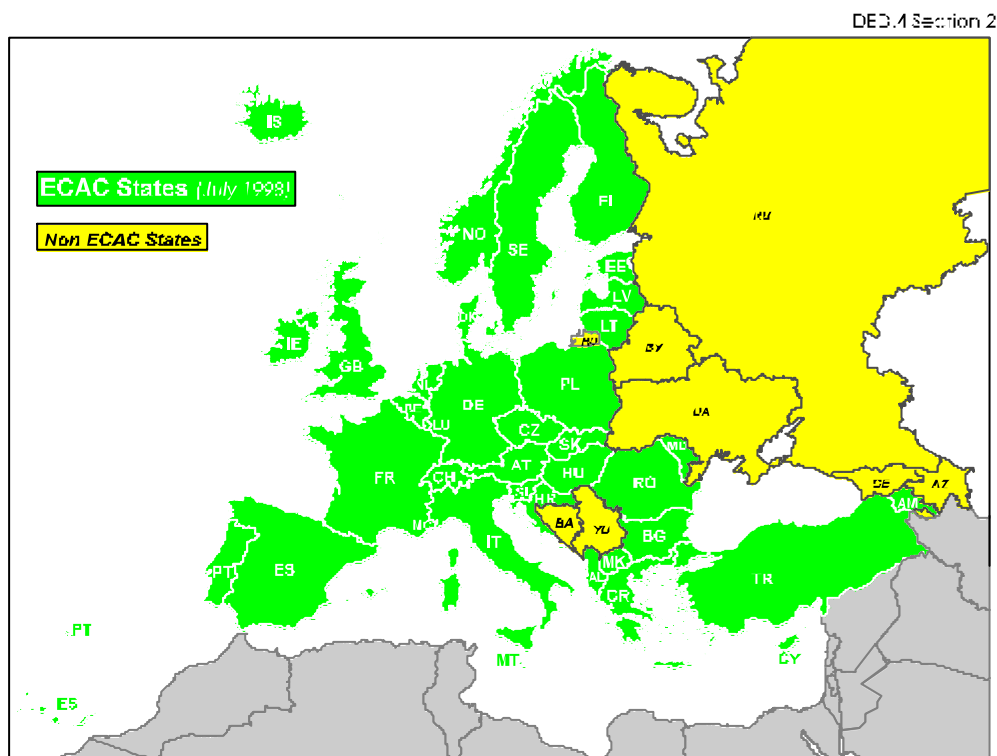 DED.4 Section 2
IS
ECAC States (July 1998)
FI
RU
NO
Non ECAC States
SE
EE
LV
DK
LT
RU
IE
BY
GB
NL
PL
DE
BE
UA
LU
CZ
SK
MD
AT
FR
CH
HU
RO
GE
AZ
SI
HR
AM
MC
BA
YU
BG
IT
MK
PT
ES
AL
TR
GR
PT
MT
CY
ES